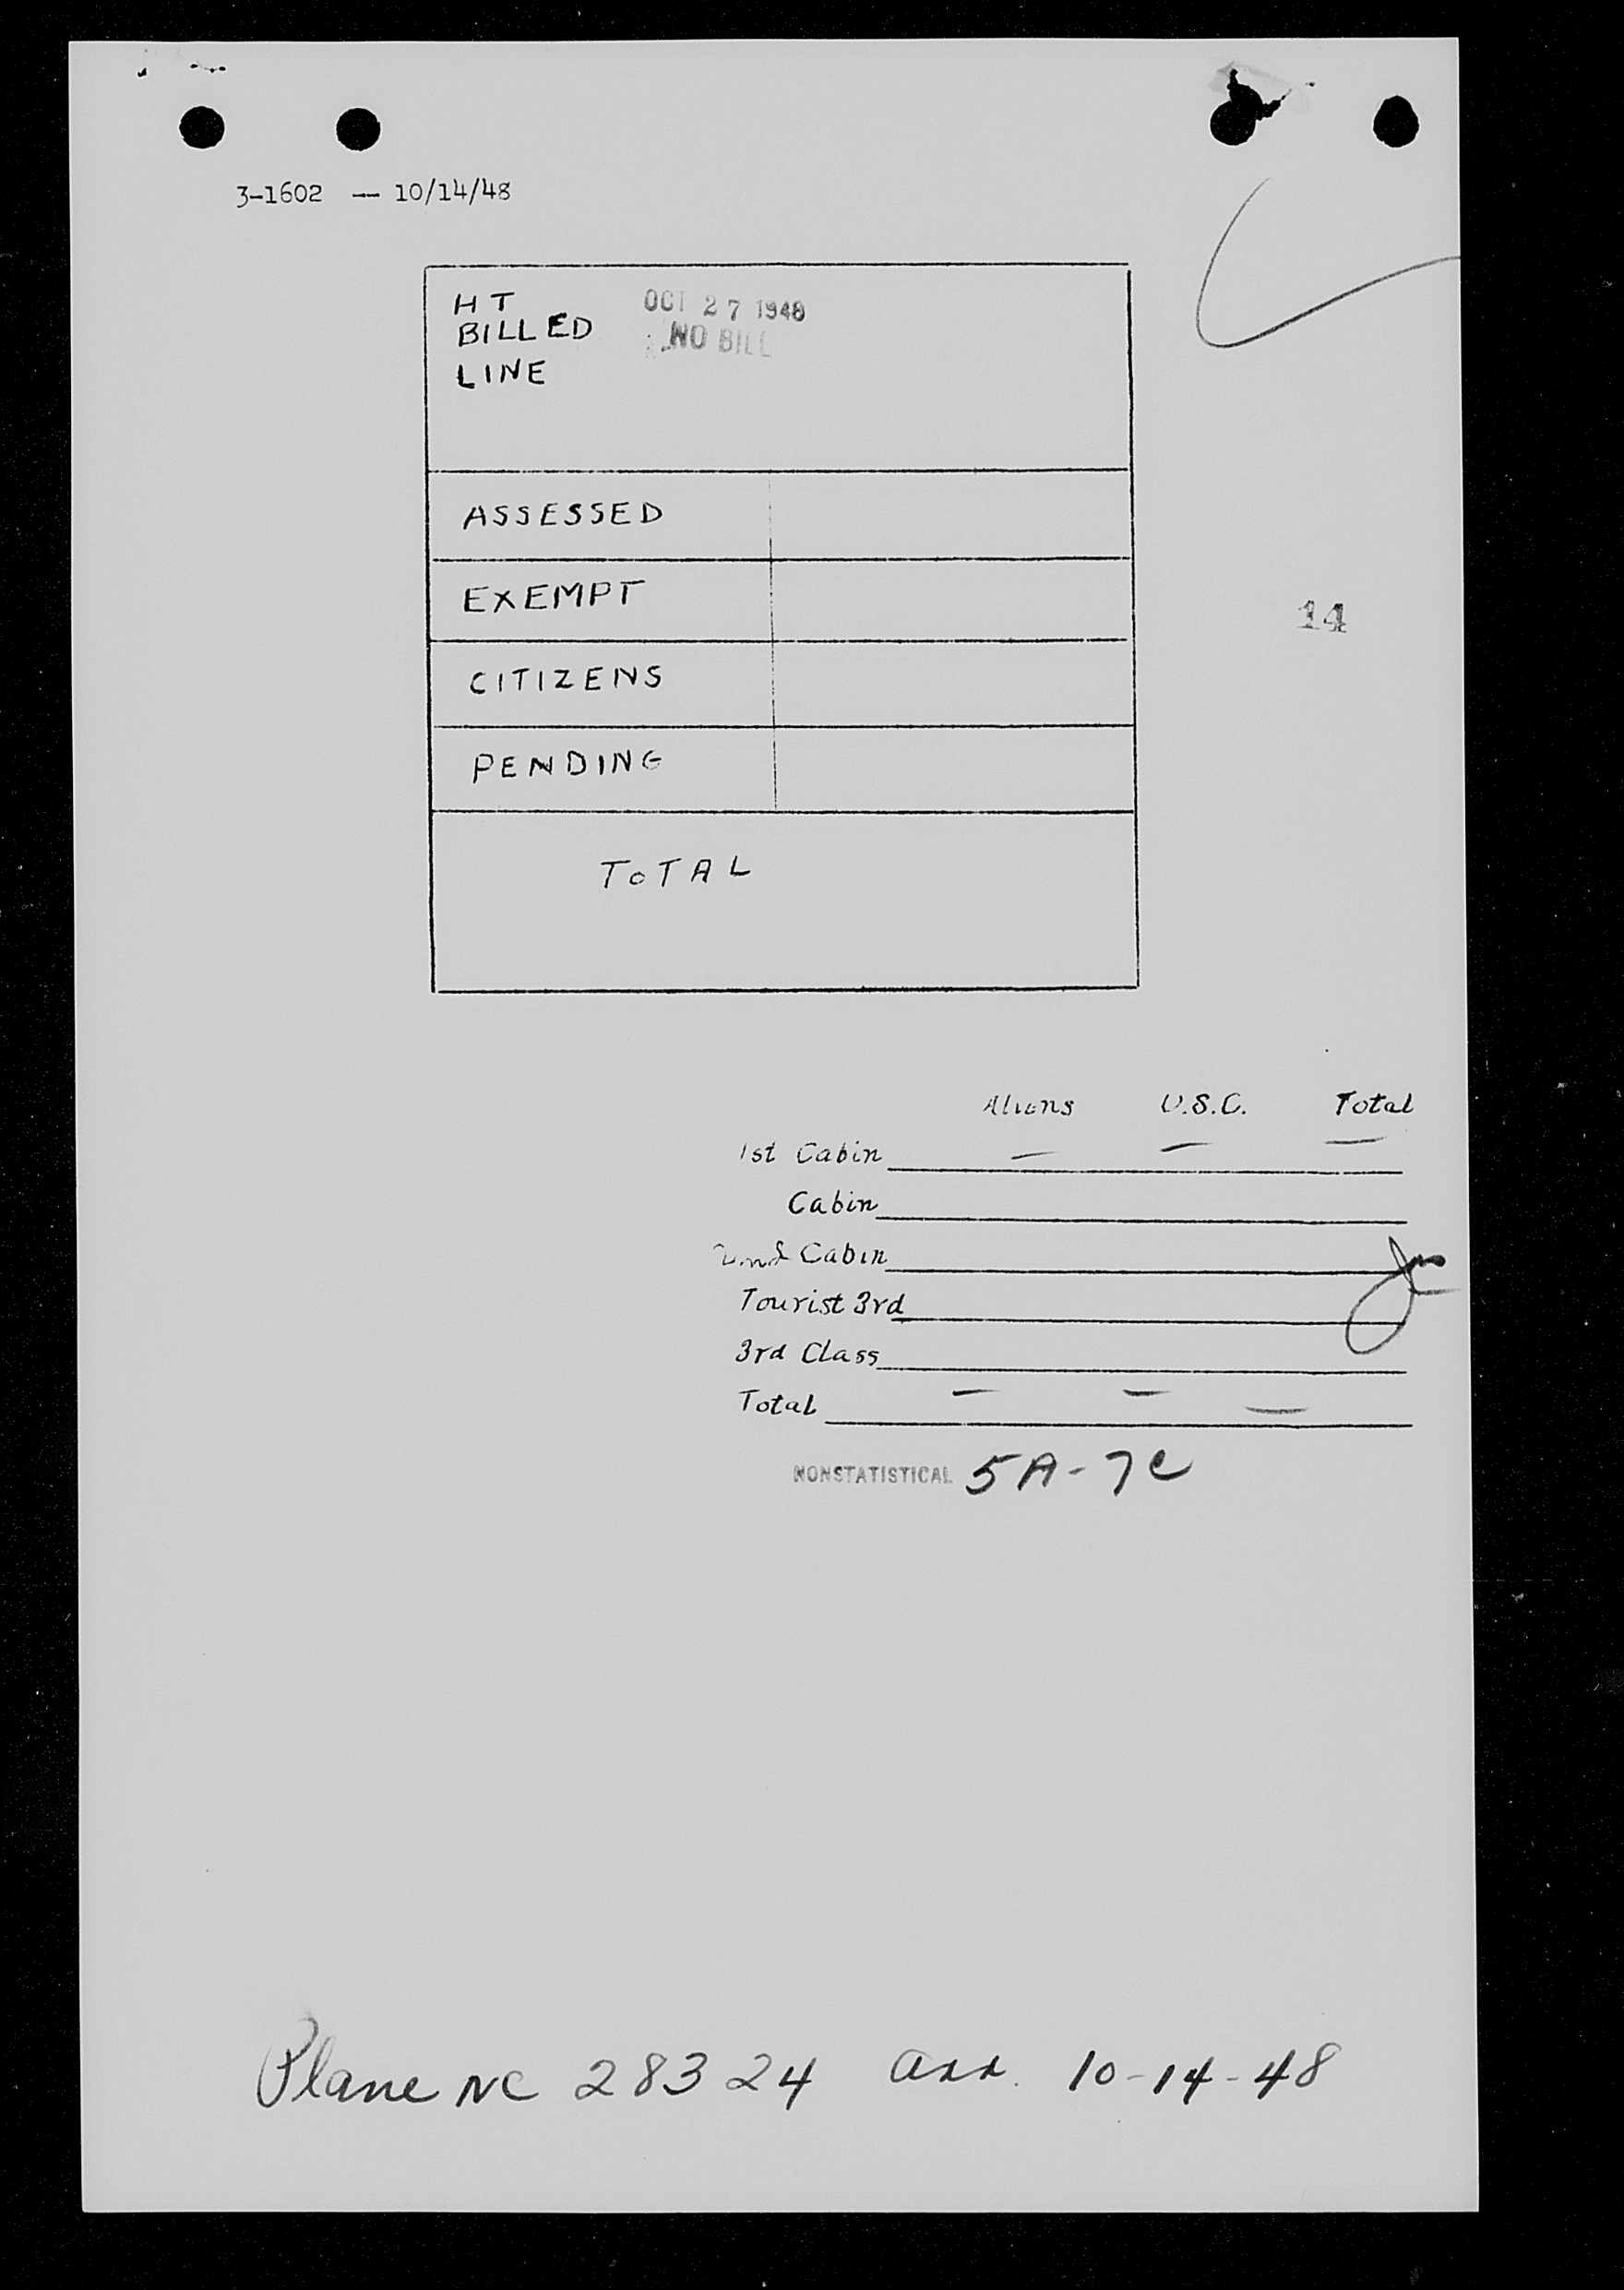 3-1602 -- 10/14/48
HT OCT 27 1948
BILLED NO BILL
LINE
ASSESSED
EXEMPT
14
CITIZENS
PENDING
TOTAL
Aliens U.S.C. Total
1st Cabin — — —
Cabin
2nd Cabin
Tourist 3rd
3rd Class
Total — — —
NONSTATISTICAL 5A-7C
Plane NC 28324 arr. 10-14-48